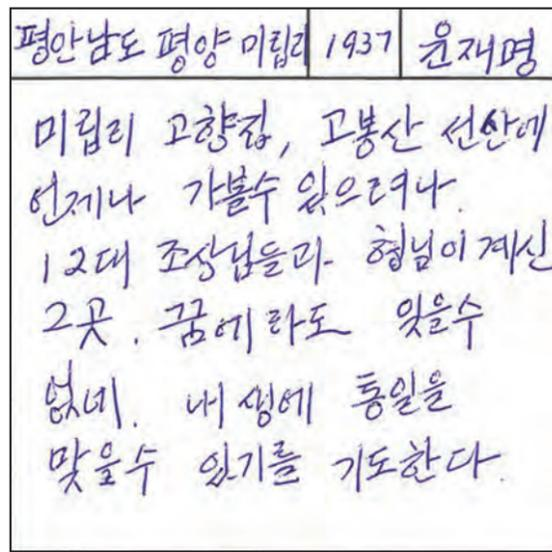 평안남도 평양 미립리 1937 윤재명
미립리 고향집, 고봉산 선산에
언제나 가볼수 있으려나.
12대 조상님들과 형님이 계신
그곳. 꿈에라도 잊을수
없네. 내 생에 통일을
맞을수 있기를 기도한다.